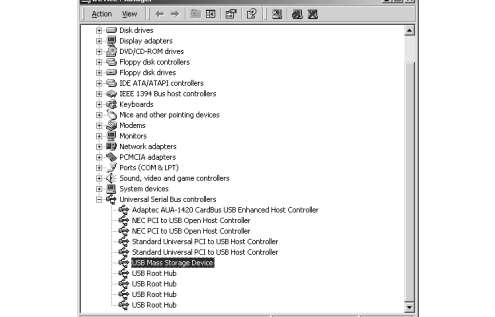 Action View
Disk drives
Display adapters
DVD/CD-ROM drives
Floppy disk controllers
Floppy disk drives
IDE ATA/ATAPI controllers
IEEE 1394 Bus host controllers
Keyboards
Mice and other pointing devices
Modems
Monitors
Network adapters
PCMCIA adapters
Ports (COM & LPT)
Sound, video and game controllers
System devices
Universal Serial Bus controllers
Adaptec AUA-1420 CardBus USB Enhanced Host Controller
NEC PCI to USB Open Host Controller
NEC PCI to USB Open Host Controller
Standard Universal PCI to USB Host Controller
Standard Universal PCI to USB Host Controller
USB Mass Storage Device
USB Root Hub
USB Root Hub
USB Root Hub
USB Root Hub